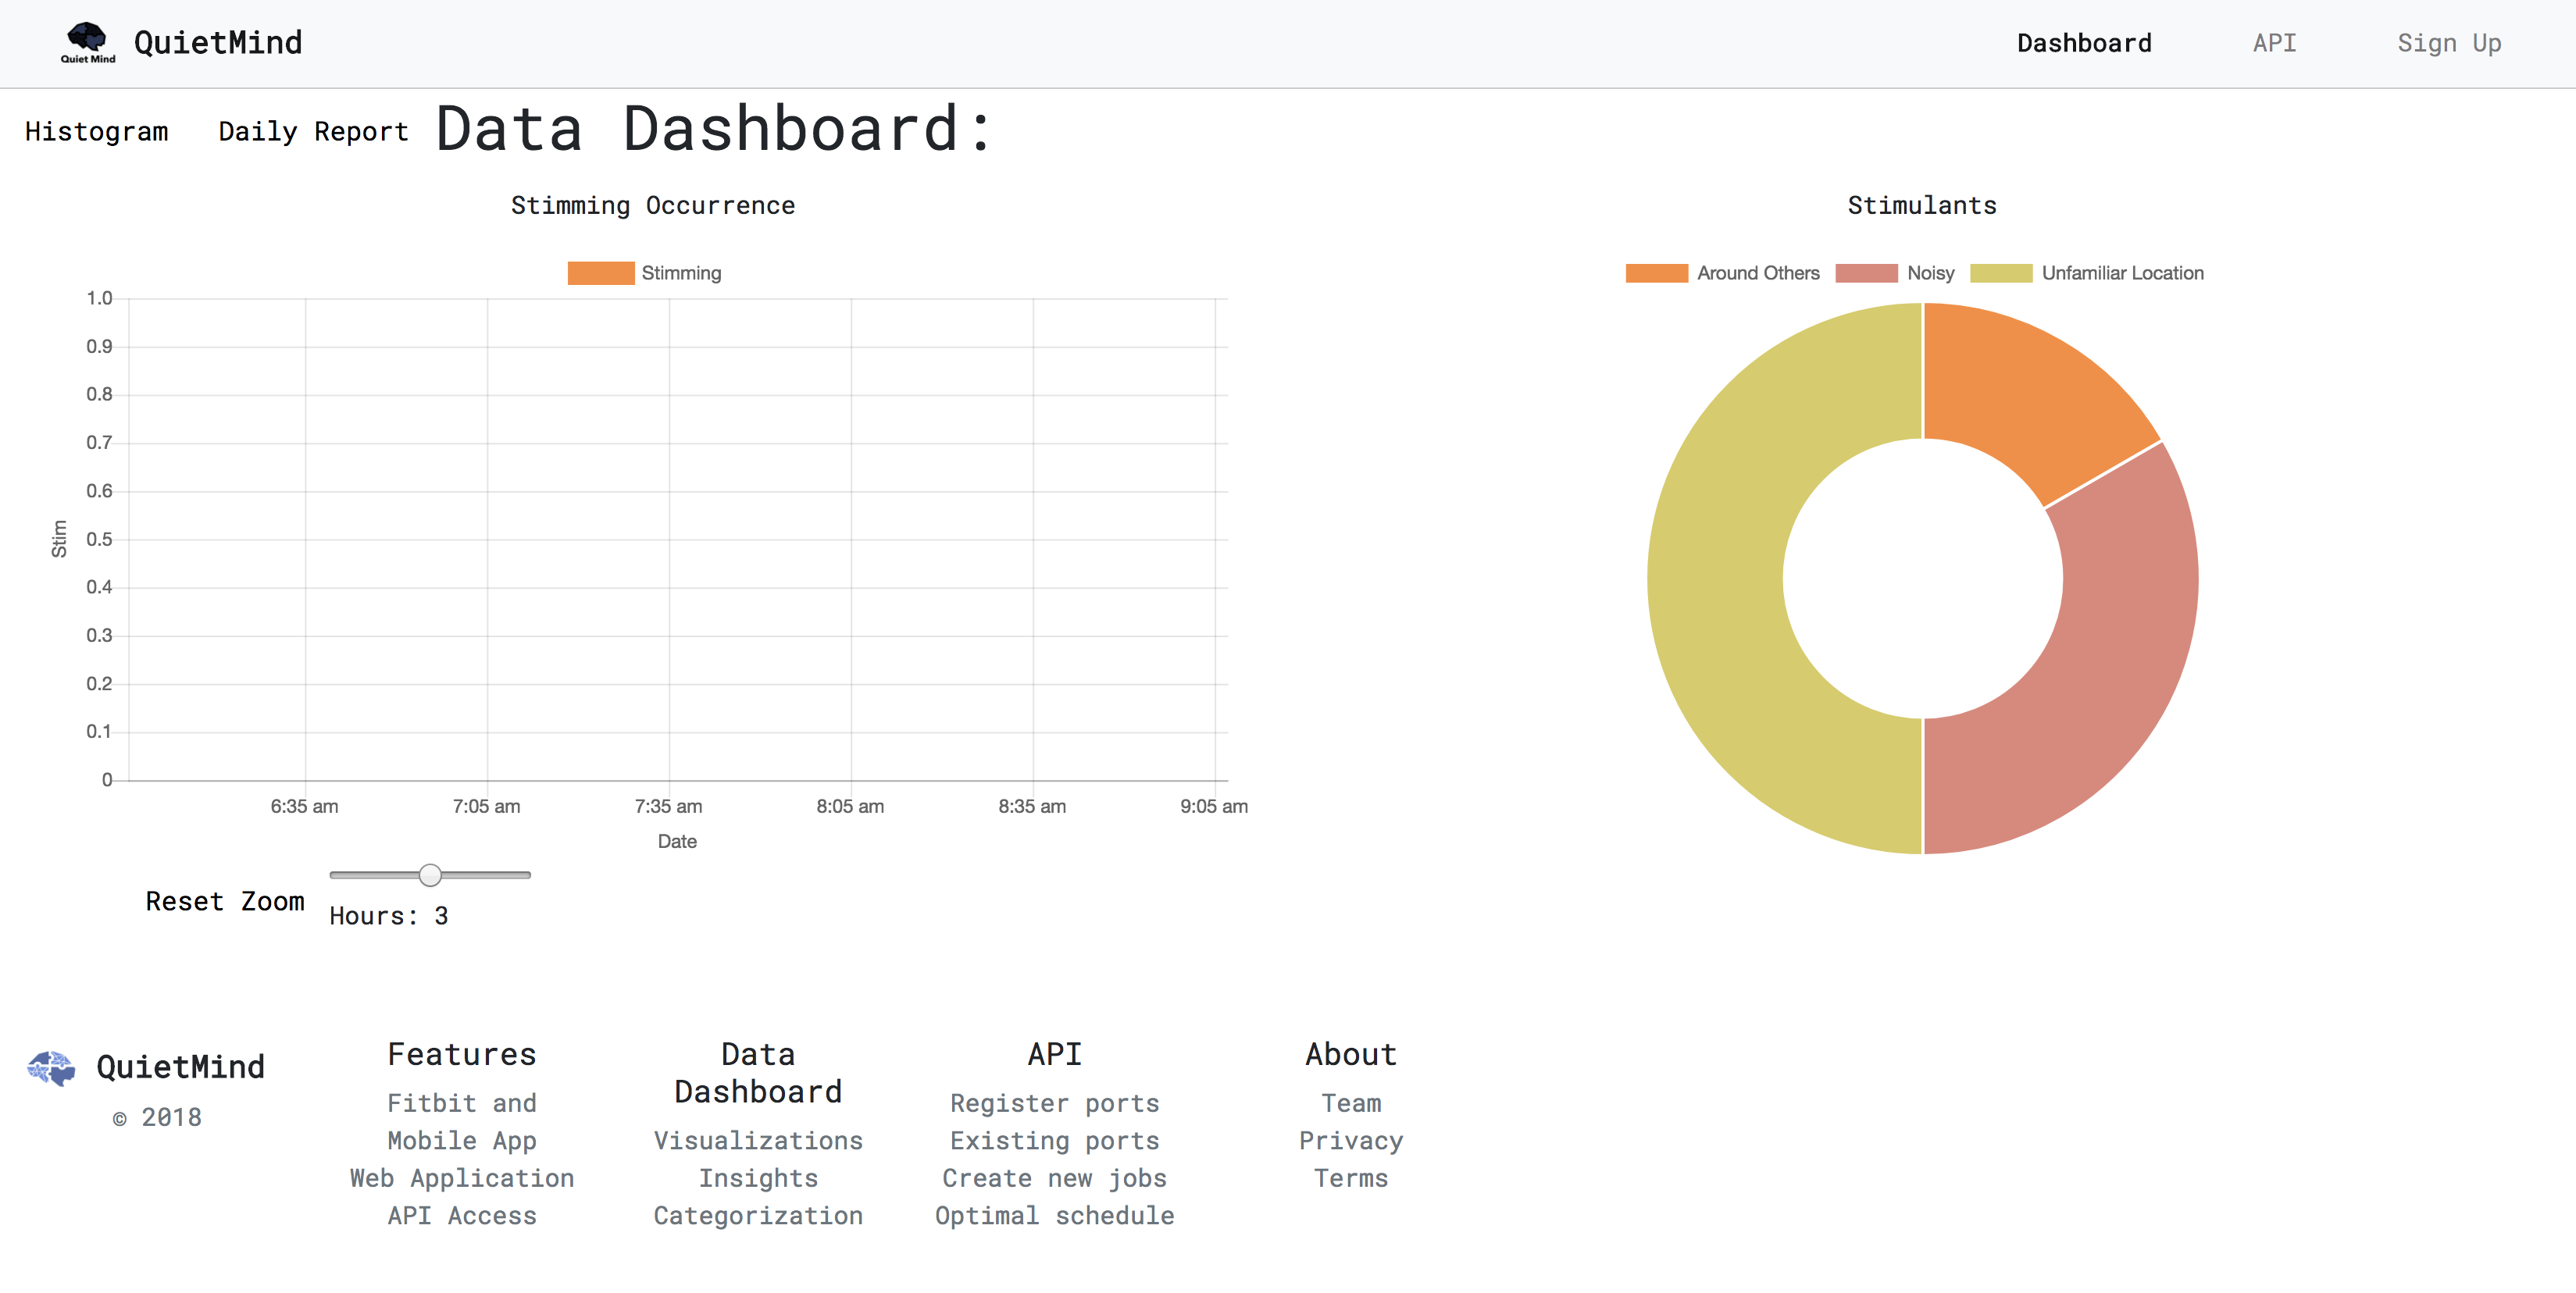 Quiet Mind
QuietMind
Dashboard
API
Sign Up
Histogram
Daily Report
Data Dashboard:
Stimming Occurrence
Stimming
1.0
0.9
0.8
0.7
0.6
0.5
0.4
0.3
0.2
0.1
0
Stim
6:35 am
7:05 am
7:35 am
8:05 am
8:35 am
9:05 am
Date
Reset Zoom
Hours: 3
Stimulants
Around Others
Noisy
Unfamiliar Location
QuietMind
© 2018
Features
Fitbit and
Mobile App
Web Application
API Access
Data
Dashboard
Visualizations
Insights
Categorization
API
Register ports
Existing ports
Create new jobs
Optimal schedule
About
Team
Privacy
Terms